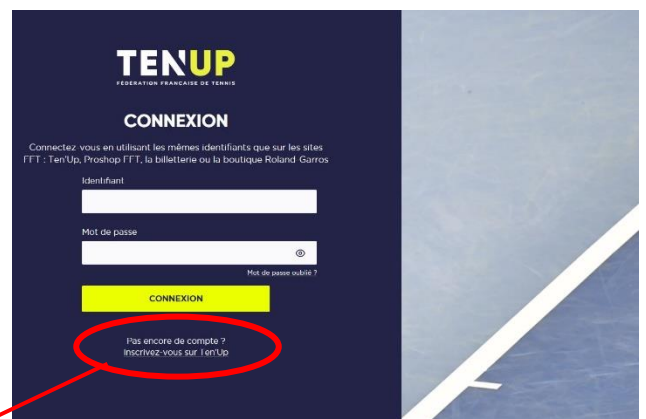 TENUP
FÉDÉRATION FRANÇAISE DE TENNIS
CONNEXION
Connectez vous en utilisant les mêmes identifiants que sur les sites
FFT : Ten'Up, Proshop FFT, la billetterie ou la boutique Roland-Garros
Identifiant
Mot de passe
Mot de passe oublié ?
CONNEXION
Pas encore de compte ?
Inscrivez-vous sur Ten'Up